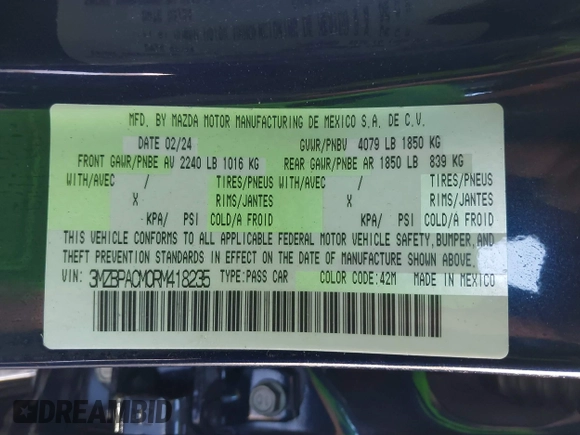 MFD. BY MAZDA MOTOR MANUFACTURING DE MEXICO S.A. DE C.V.
DATE 02/24 GVWR/PNBV 4079 LB 1850 KG
FRONT GAWR/PNBE AV 2240 LB 1016 KG REAR GAWR/PNBE AR 1850 LB 839 KG
WITH/AVEC / TIRES/PNEUS WITH/AVEC / TIRES/PNEUS
X RIMS/JANTES X RIMS/JANTES
KPA/ PSI COLD/A FROID KPA/ PSI COLD/A FROID
THIS VEHICLE CONFORMS TO ALL APPLICABLE FEDERAL MOTOR VEHICLE SAFETY, BUMPER, AND
THEFT PREVENTION STANDARDS IN EFFECT ON THE DATE OF MANUFACTURE SHOWN ABOVE.
VIN: 3MZBPACM0RM418235 TYPE:PASS CAR COLOR CODE:42M MADE IN MEXICO
DREAMBID